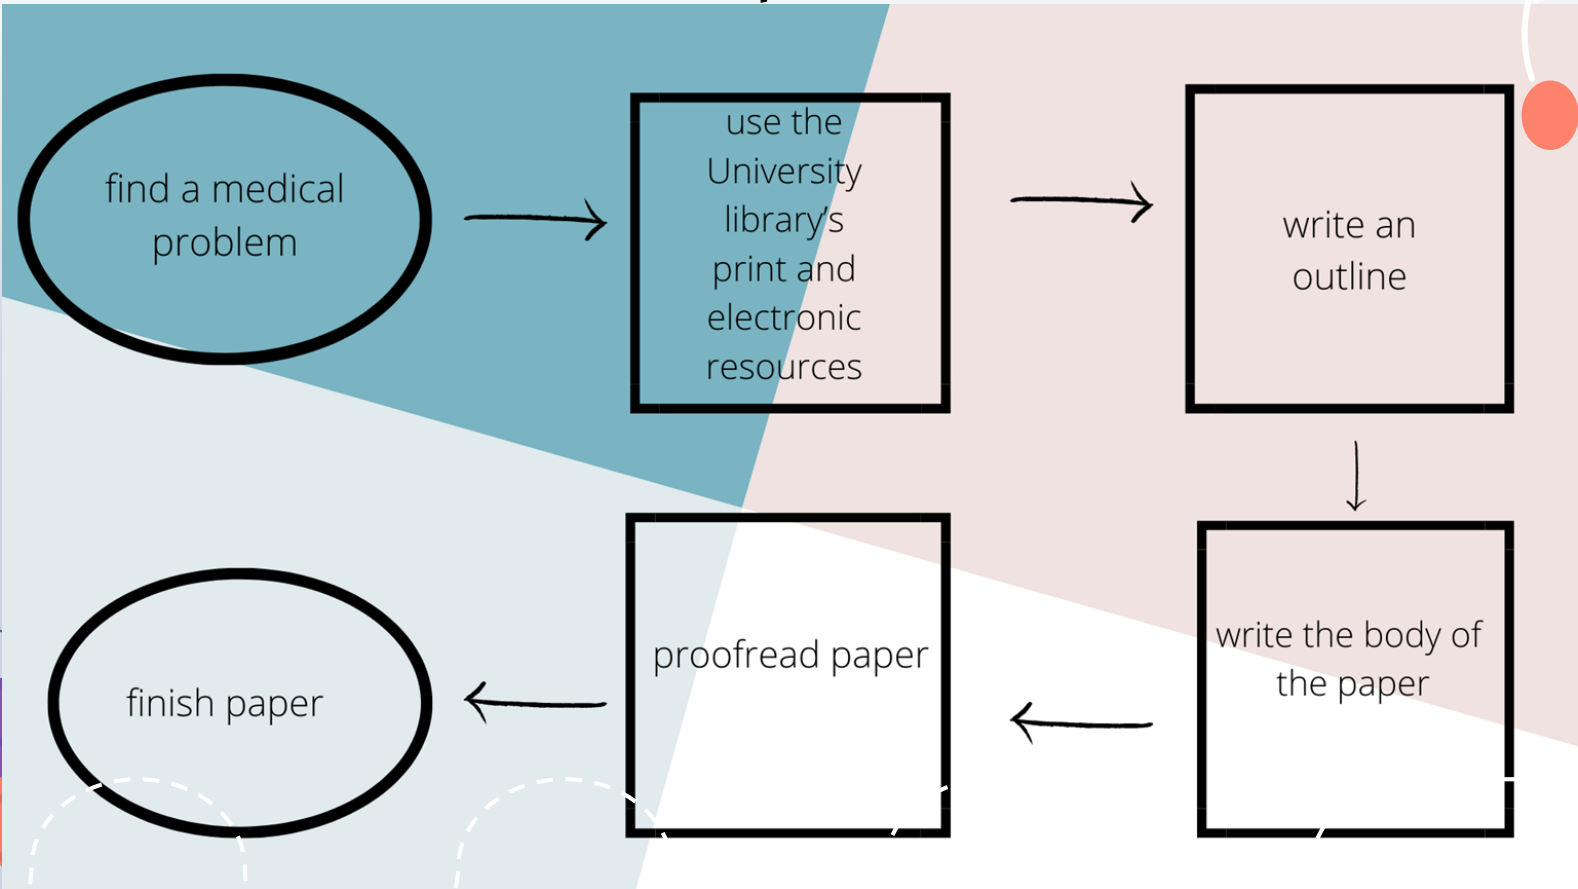 find a medical
problem
use the
University
library’s
print and
electronic
resources
write an
outline
write the body of
the paper
proofread paper
finish paper